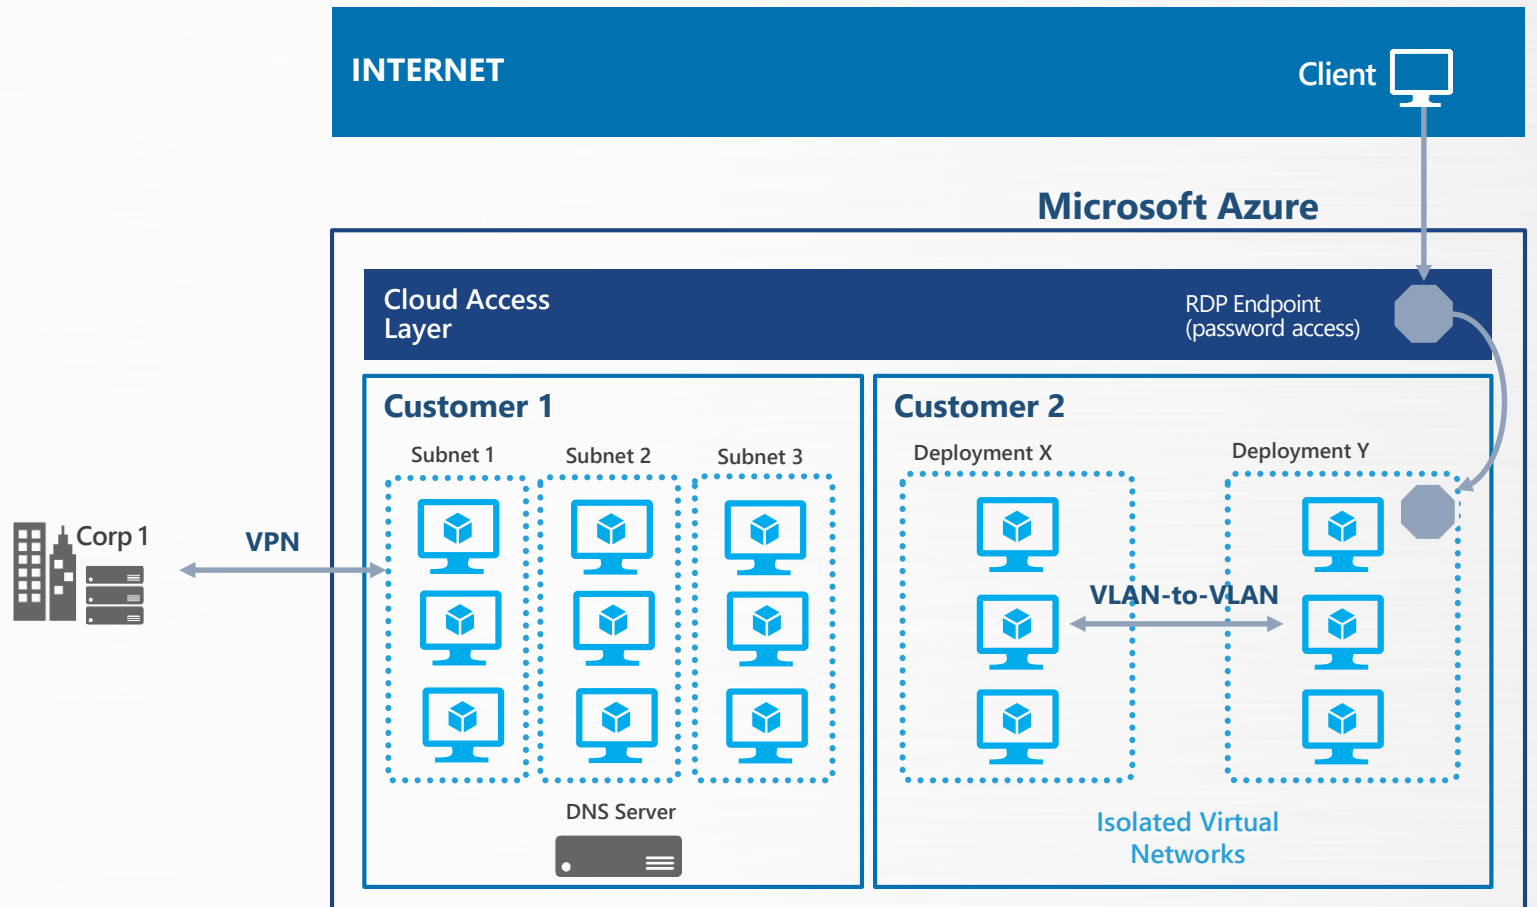 INTERNET
Client
Microsoft Azure
Cloud Access
Layer
RDP Endpoint
(password access)
Customer 1
Subnet 1
Subnet 2
Subnet 3
Customer 2
Deployment X
Deployment Y
Corp 1
VPN
VLAN-to-VLAN
DNS Server
Isolated Virtual
Networks